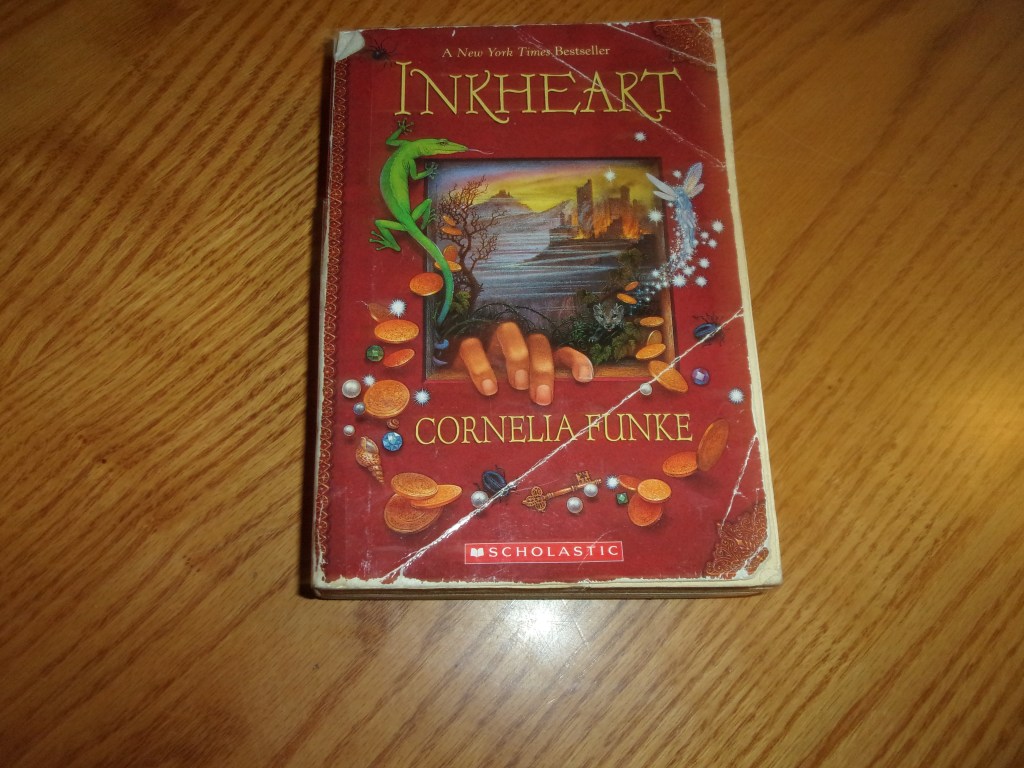 A New York Times Bestseller
INKHEART
CORNELIA FUNKE
SCHOLASTIC